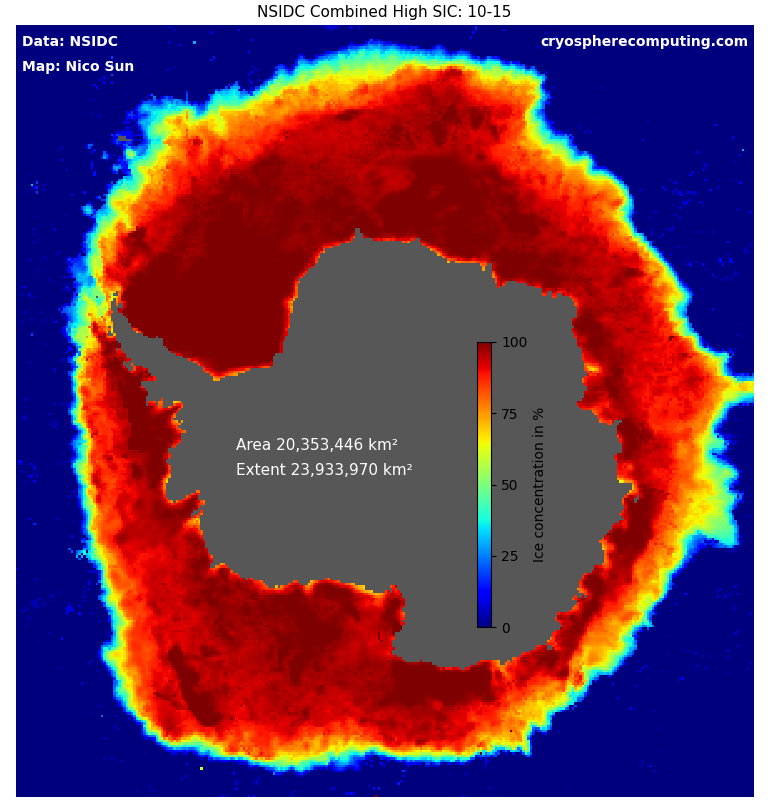 NSIDC Combined High SIC: 10-15
Data: NSIDC
cryospherecomputing.com
Map: Nico Sun
100
75
50
25
0
Ice concentration in %
Area 20,353,446 km²
Extent 23,933,970 km²